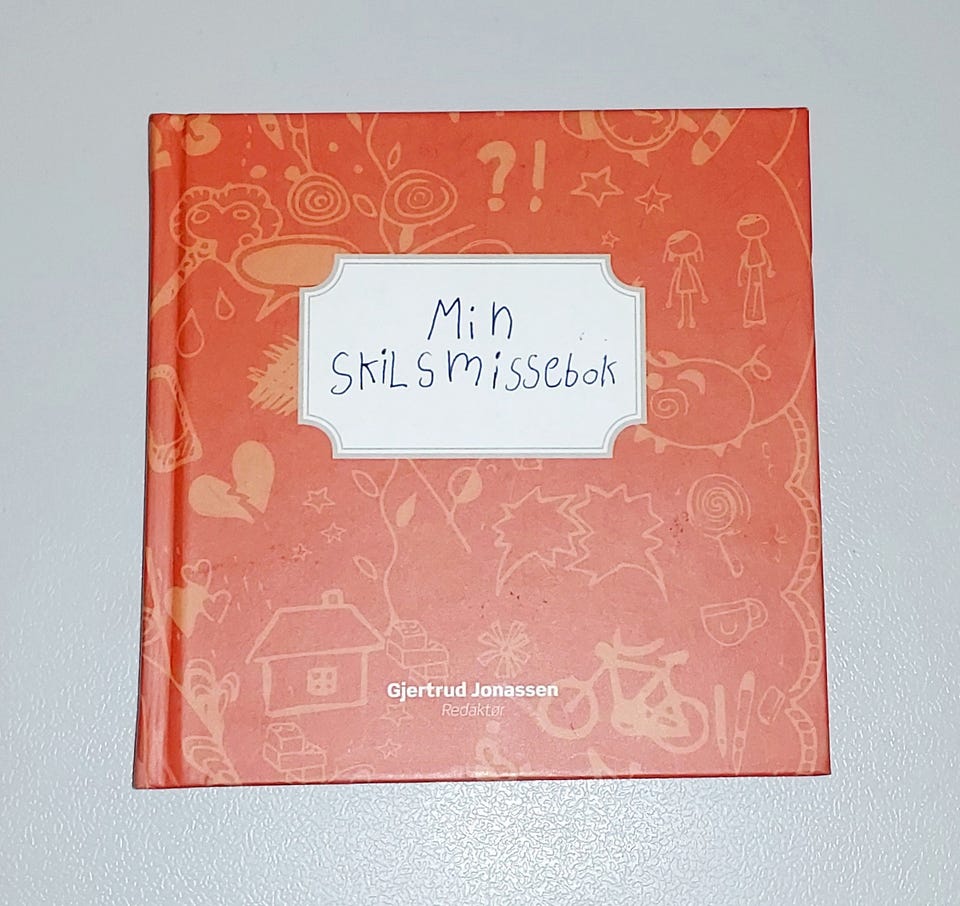 ?!
Min
Skilsmissebok
Gjertrud Jonassen
Redaktør